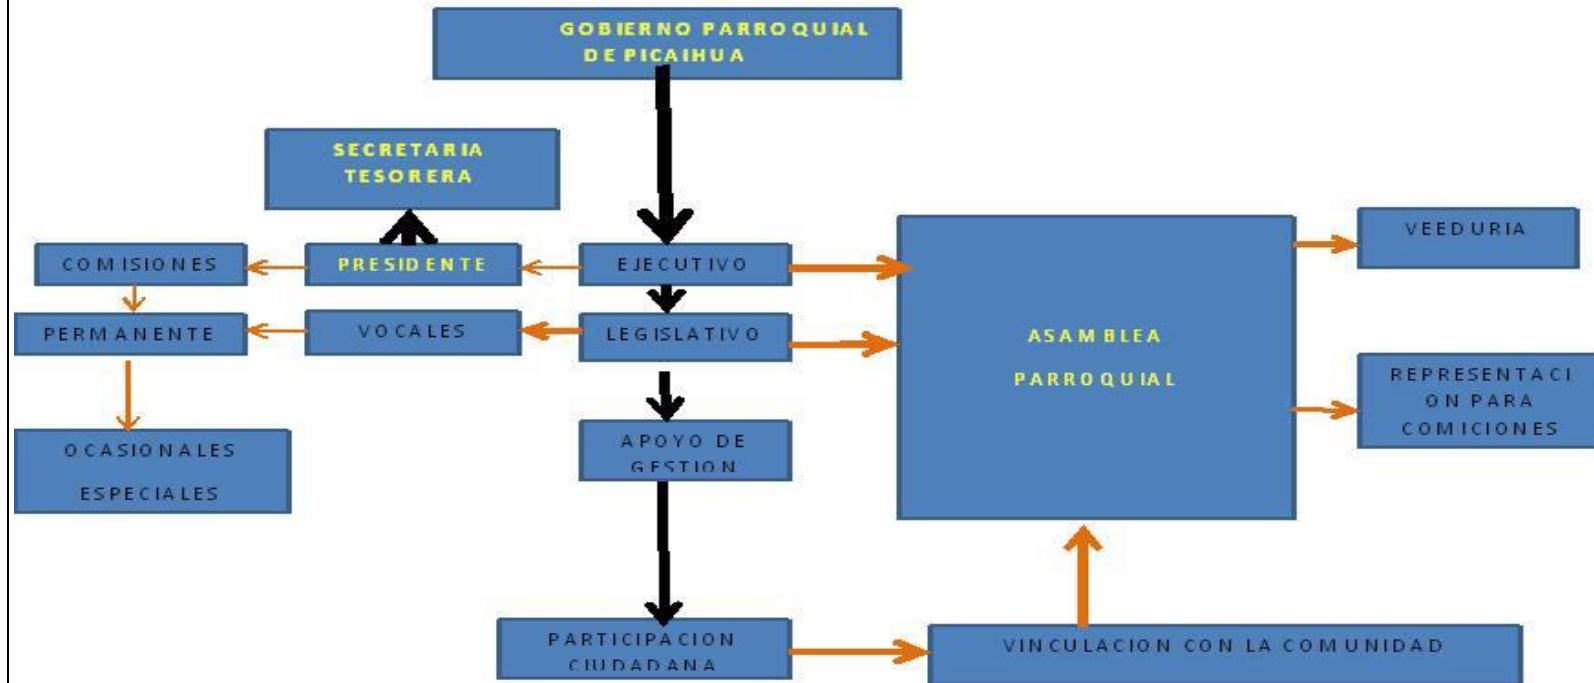 GOBIERNO PARROQUIAL
DE PICAIHUA
SECRETARIA
TESORERA
COMISIONES
PRESIDENTE
EJECUTIVO
VEEDURIA
PERMANENTE
VOCALES
LEGISLATIVO
ASAMBLEA
PARROQUIAL
REPRESENTACI
ON PARA
COMICIONES
OCASIONALES
ESPECIALES
APOYO DE
GESTION
PARTICIPACION
CIUDADANA
VINCULACION CON LA COMUNIDAD